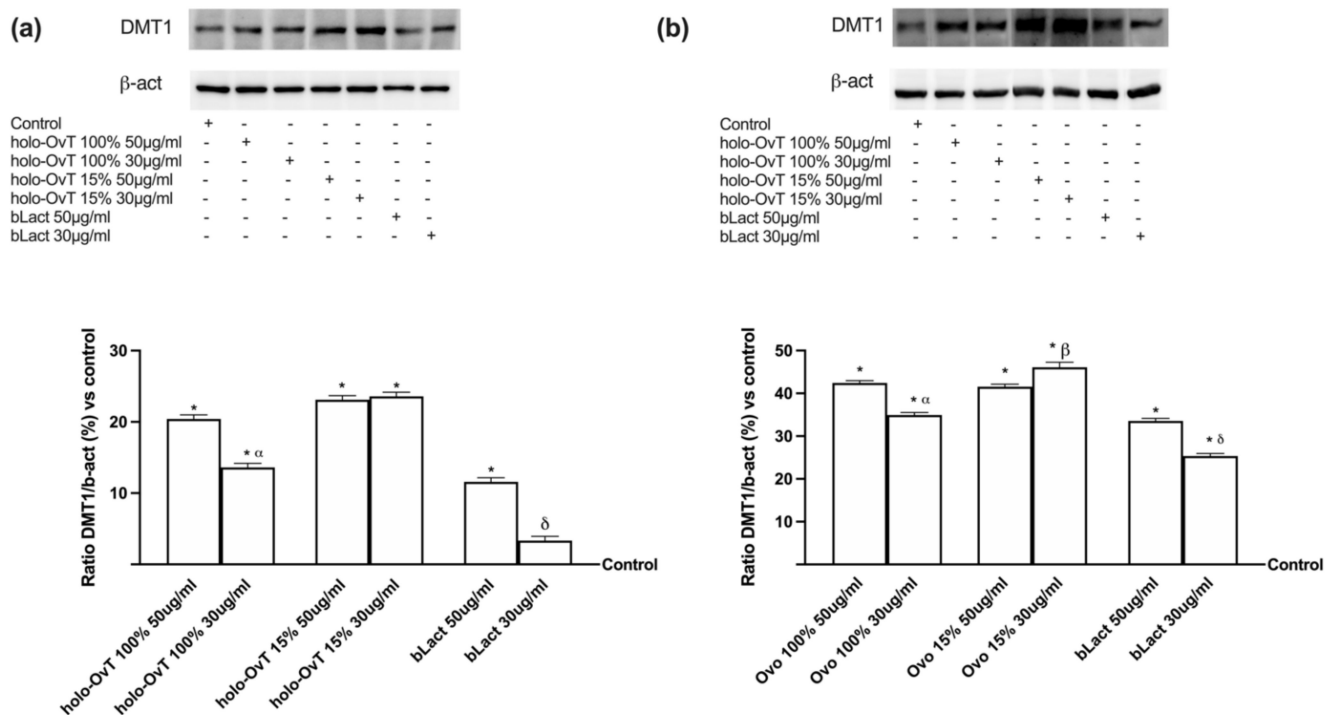 (a)
DMT1
β-act
Control + - - - - - -
holo-OvT 100% 50µg/ml - + - - - - -
holo-OvT 100% 30µg/ml - - + - - - -
holo-OvT 15% 50µg/ml - - - + - - -
holo-OvT 15% 30µg/ml - - - - + - -
bLact 50µg/ml - - - - - + -
bLact 30µg/ml - - - - - - +
Ratio DMT1/b-act (%) vs control
30
20
10
*
* α
*
*
*
δ
Control
holo-OvT 100% 50ug/ml
holo-OvT 100% 30ug/ml
holo-OvT 15% 50ug/ml
holo-OvT 15% 30ug/ml
bLact 50ug/ml
bLact 30ug/ml
(b)
DMT1
β-act
Control + - - - - - -
holo-OvT 100% 50µg/ml - + - - - - -
holo-OvT 100% 30µg/ml - - + - - - -
holo-OvT 15% 50µg/ml - - - + - - -
holo-OvT 15% 30µg/ml - - - - + - -
bLact 50µg/ml - - - - - + -
bLact 30µg/ml - - - - - - +
Ratio DMT1/b-act (%) vs control
50
40
30
20
10
*
* α
*
* β
*
* δ
Control
Ovo 100% 50ug/ml
Ovo 100% 30ug/ml
Ovo 15% 50ug/ml
Ovo 15% 30ug/ml
bLact 50ug/ml
bLact 30ug/ml